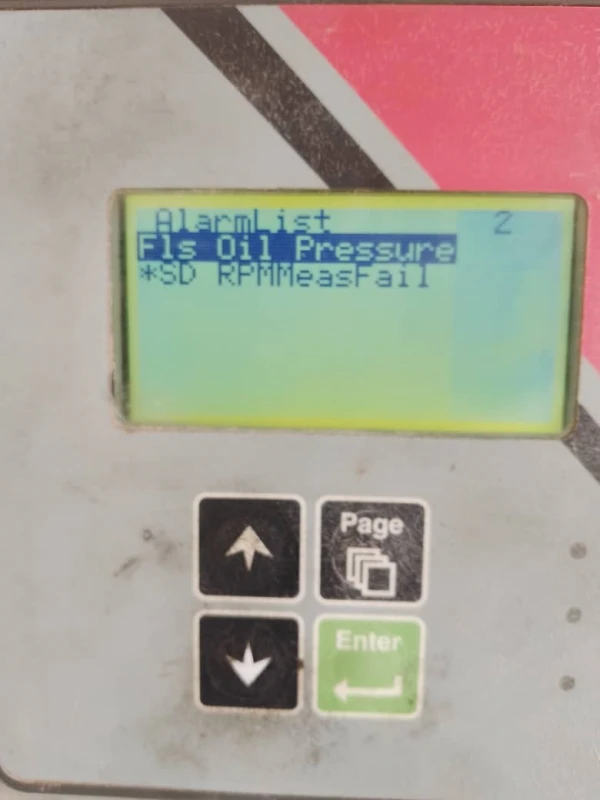 AlarmList 2
Fls Oil Pressure
*SD RPMMeasFail
Page
Enter